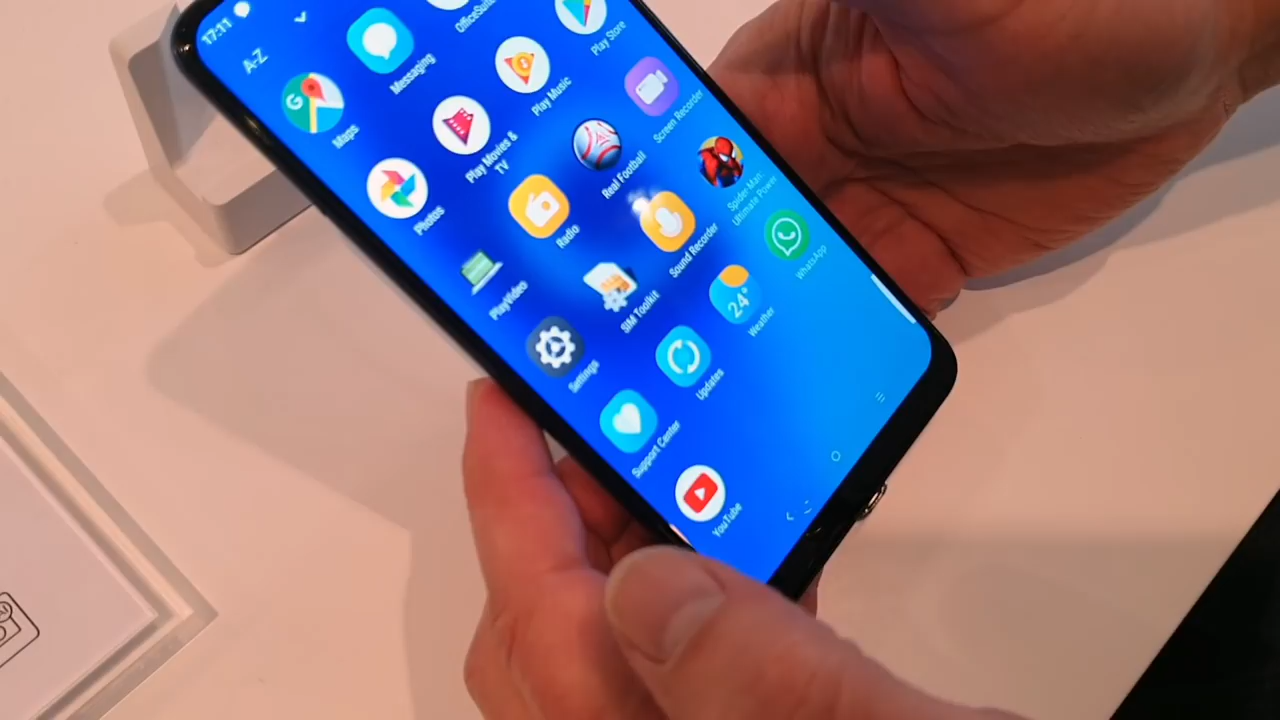 17:11
A-Z
Maps
Messaging
OfficeSuite
Photos
Play Movies &
TV
Play Music
Play Store
PlayVideo
Radio
Real Football
Screen Recorder
Settings
SIM Toolkit
Sound Recorder
Spider-Man:
Ultimate Power
Support Center
Updates
24°
Weather
WhatsApp
YouTube
G